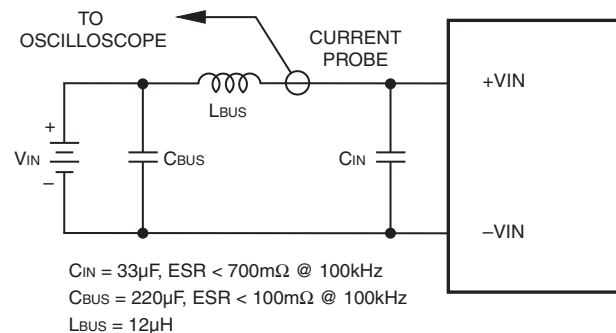 TO
OSCILLOSCOPE
CURRENT
PROBE
+VIN
LBUS
+
VIN
−
CBUS
CIN
−VIN
CIN = 33µF, ESR < 700mΩ @ 100kHz
CBUS = 220µF, ESR < 100mΩ @ 100kHz
LBUS = 12µH